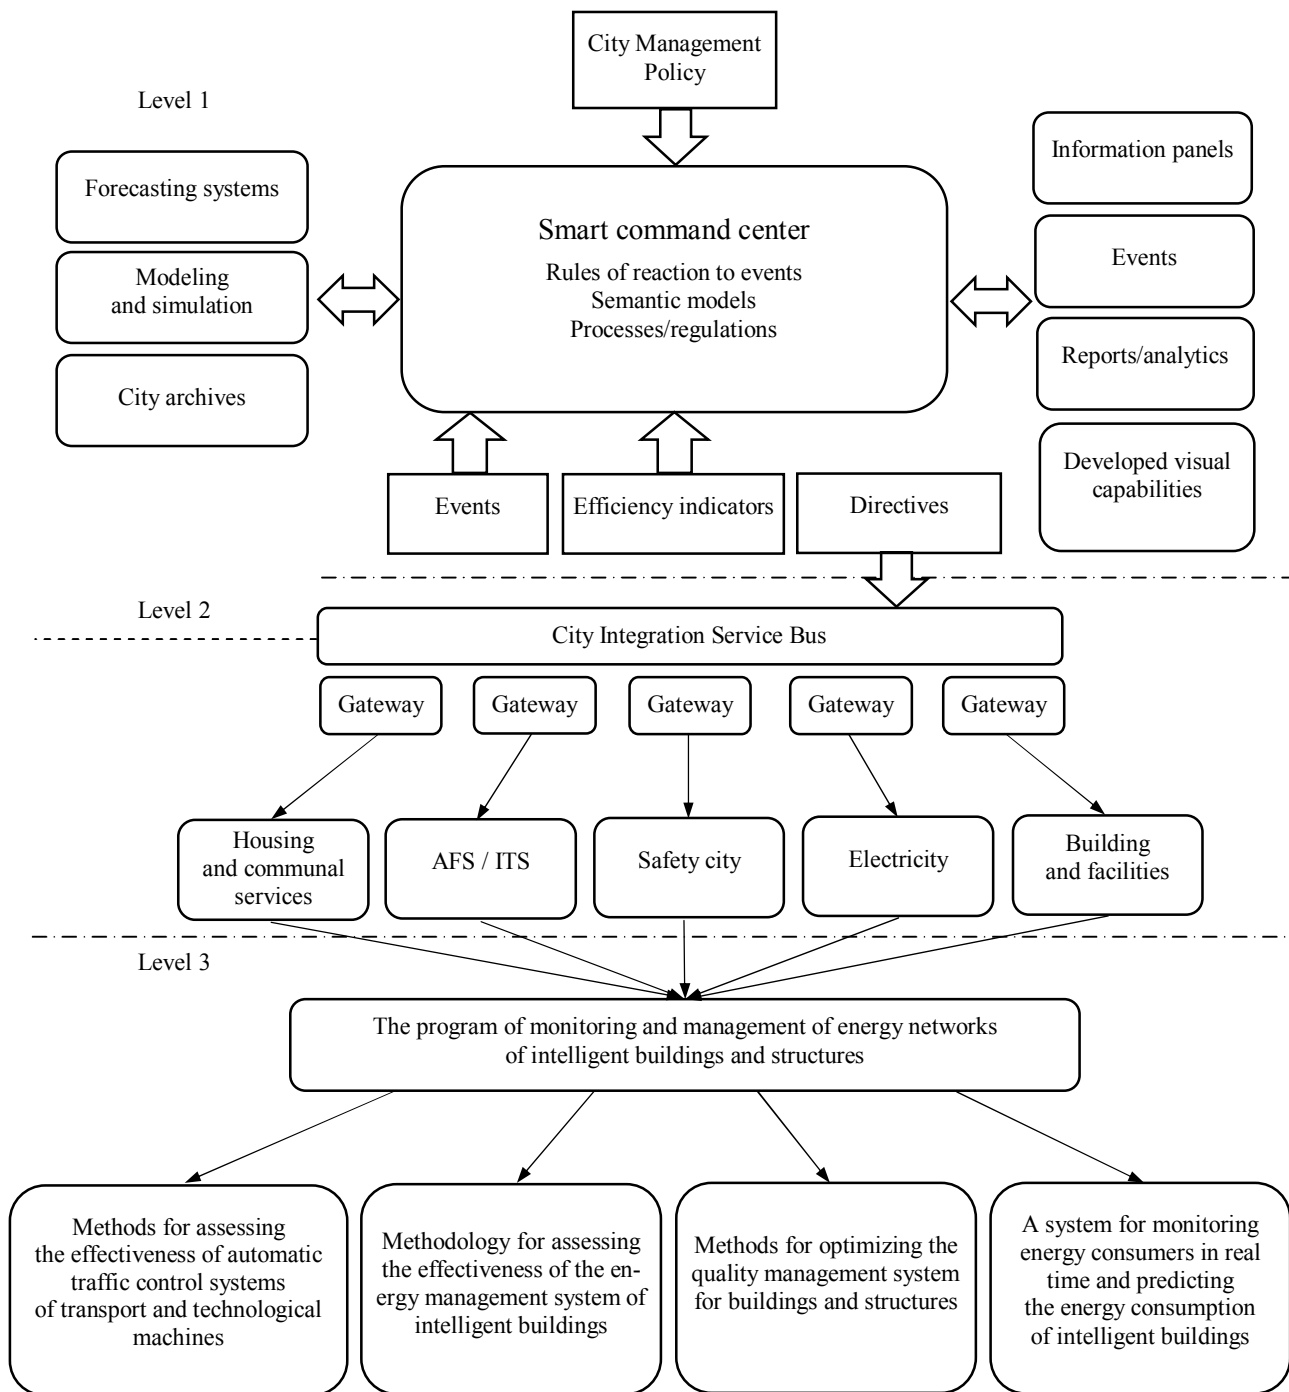 City Management
Policy
Level 1
Forecasting systems
Modeling
and simulation
City archives
Smart command center
Rules of reaction to events
Semantic models
Processes/regulations
Information panels
Events
Reports/analytics
Developed visual
capabilities
Events
Efficiency indicators
Directives
Level 2
City Integration Service Bus
Gateway
Gateway
Gateway
Gateway
Gateway
Housing
and communal
services
AFS / ITS
Safety city
Electricity
Building
and facilities
Level 3
The program of monitoring and management of energy networks
of intelligent buildings and structures
Methods for assessing
the effectiveness of automatic
traffic control systems
of transport and technological
machines
Methodology for assessing
the effectiveness of the en-
ergy management system of
intelligent buildings
Methods for optimizing the
quality management system
for buildings and structures
A system for monitoring
energy consumers in real
time and predicting
the energy consumption
of intelligent buildings